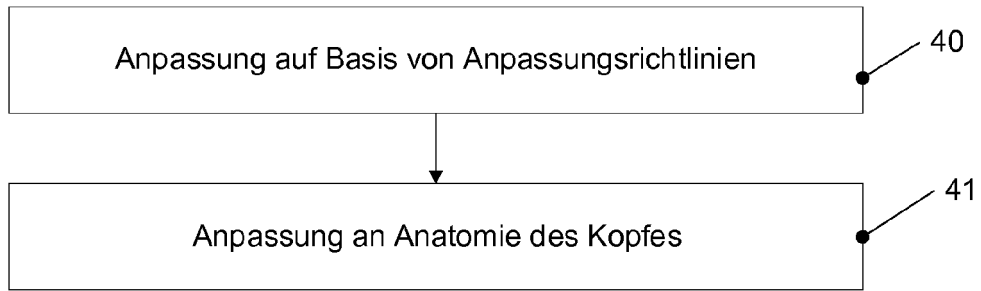 Anpassung auf Basis von Anpassungsrichtlinien
40
Anpassung an Anatomie des Kopfes
41